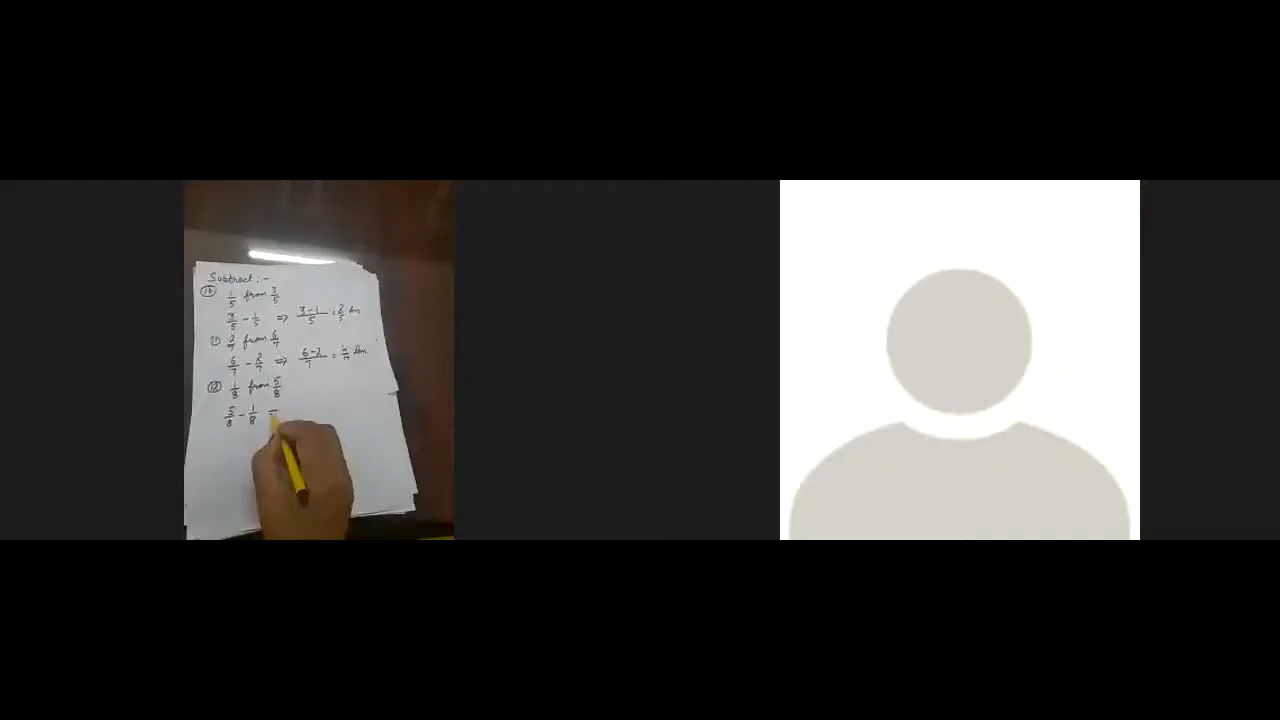 Subtract :-
⑩ 1/5 from 3/5
3/5 - 1/5 ⇒ 3-1/5 = 2/5 Ans
⑪ 2/7 from 6/7
6/7 - 2/7 ⇒ 6-2/7 = 4/7 Ans
⑫ 1/8 from 5/8
5/8 - 1/8 =